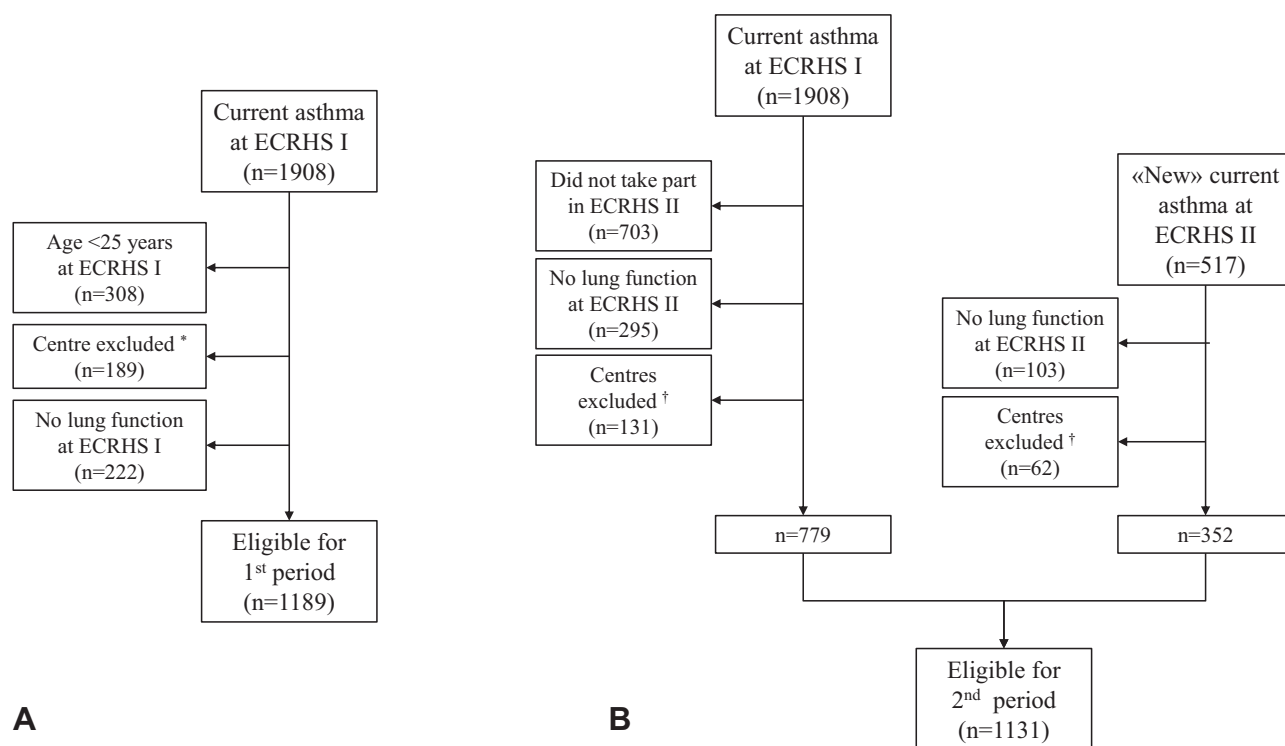 Current asthma
at ECRHS I
(n=1908)
Age <25 years
at ECRHS I
(n=308)
Centre excluded *
(n=189)
No lung function
at ECRHS I
(n=222)
Eligible for
1st period
(n=1189)
A
Current asthma
at ECRHS I
(n=1908)
Did not take part
in ECRHS II
(n=703)
No lung function
at ECRHS II
(n=295)
Centres
excluded †
(n=131)
n=779
«New» current
asthma at
ECRHS II
(n=517)
No lung function
at ECRHS II
(n=103)
Centres
excluded †
(n=62)
n=352
Eligible for
2nd period
(n=1131)
B